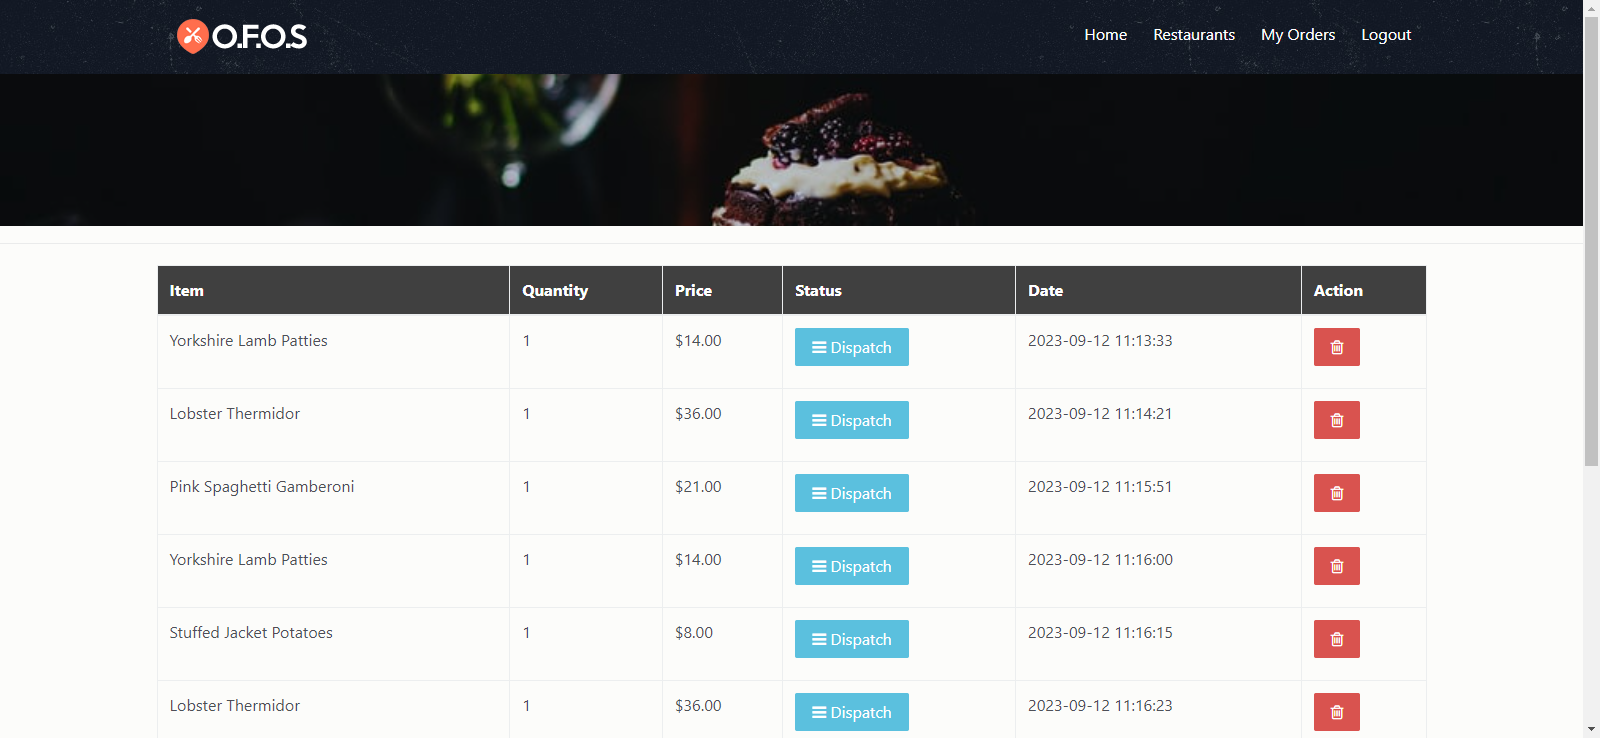 O.F.O.S Home Restaurants My Orders Logout
Item Quantity Price Status Date Action
Yorkshire Lamb Patties 1 $14.00 Dispatch 2023-09-12 11:13:33
Lobster Thermidor 1 $36.00 Dispatch 2023-09-12 11:14:21
Pink Spaghetti Gamberoni 1 $21.00 Dispatch 2023-09-12 11:15:51
Yorkshire Lamb Patties 1 $14.00 Dispatch 2023-09-12 11:16:00
Stuffed Jacket Potatoes 1 $8.00 Dispatch 2023-09-12 11:16:15
Lobster Thermidor 1 $36.00 Dispatch 2023-09-12 11:16:23